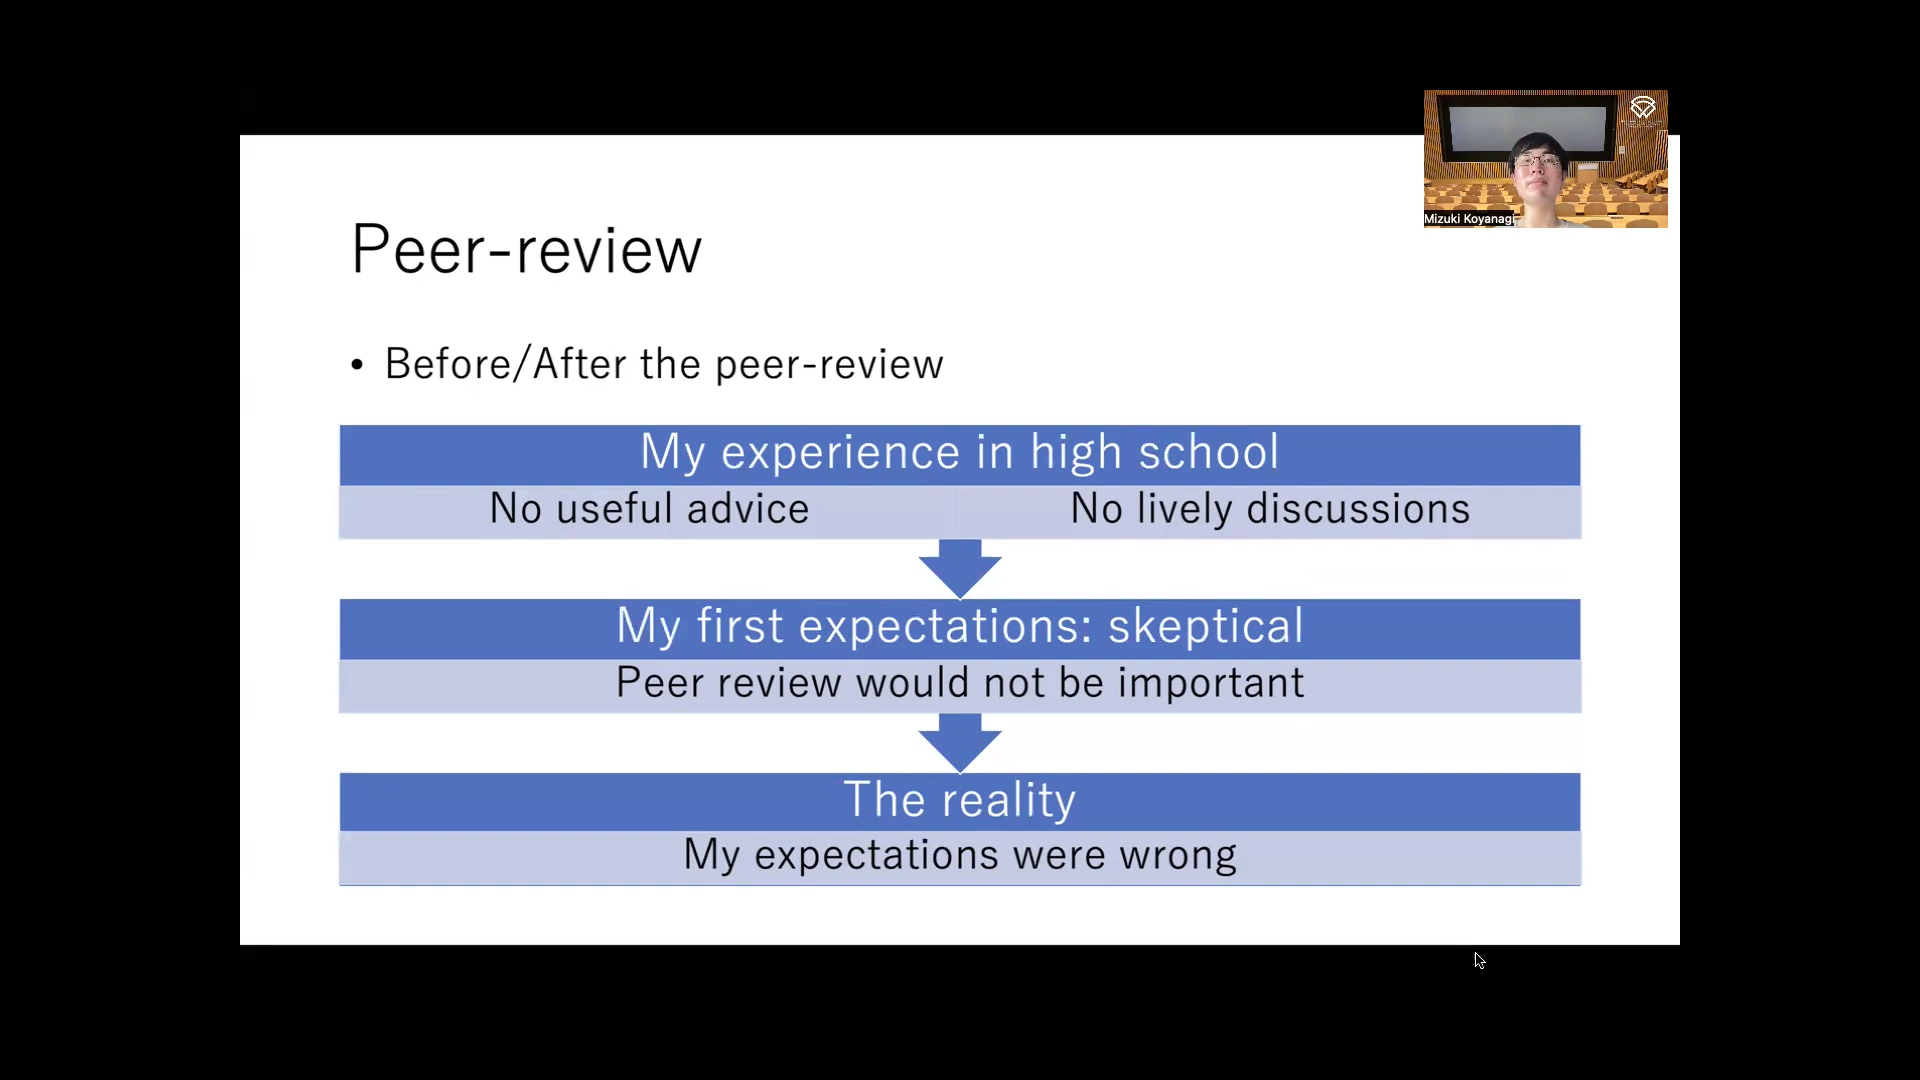 Mizuki Koyanagi
Peer-review
• Before/After the peer-review
My experience in high school
No useful advice
No lively discussions
My first expectations: skeptical
Peer review would not be important
The reality
My expectations were wrong